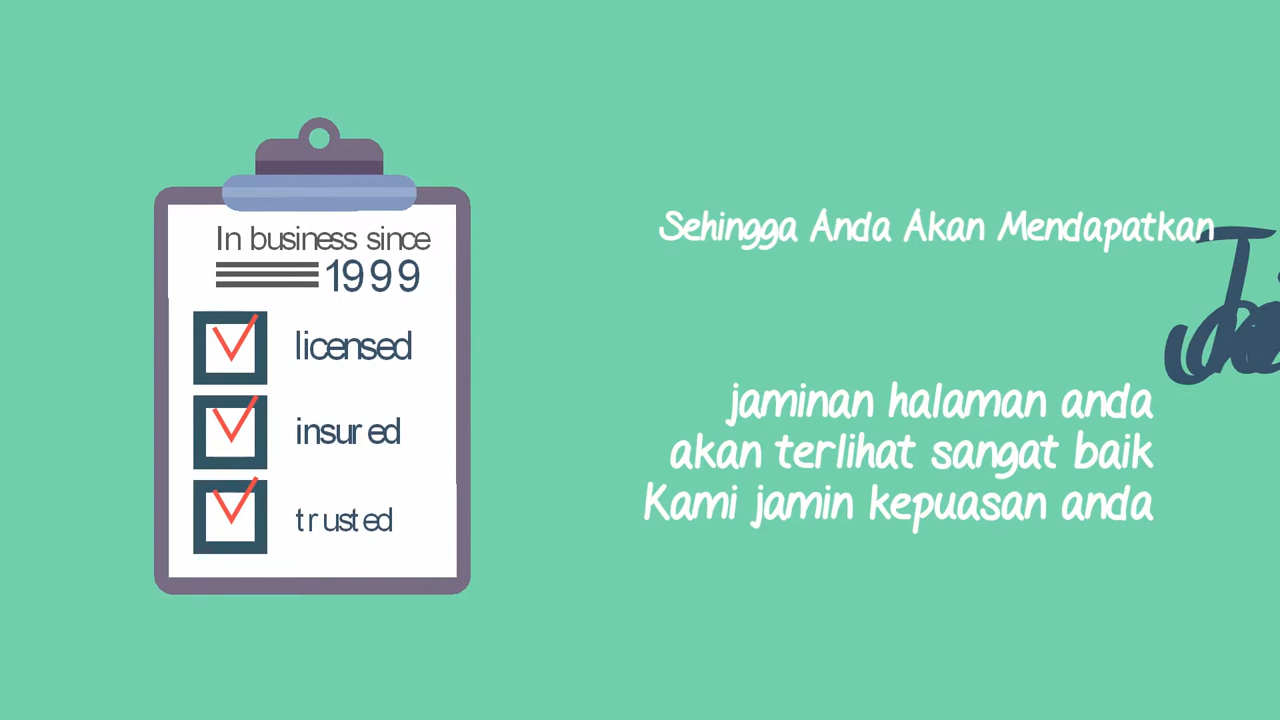 In business since
1999
licensed
insured
trusted
Sehingga Anda Akan Mendapatkan
jaminan halaman anda
akan terlihat sangat baik
Kami jamin kepuasan anda